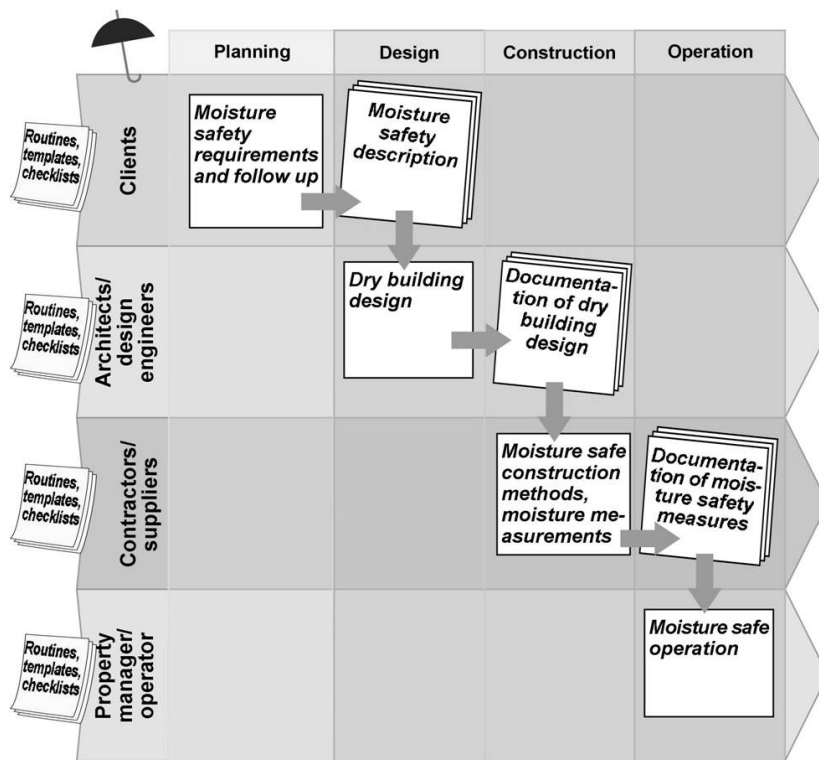 Planning
Design
Construction
Operation
Routines,
templates,
checklists
Clients
Moisture
safety
requirements
and follow up
Moisture
safety
description
Routines,
templates,
checklists
Architects/
design
engineers
Dry building
design
Documenta-
tion of dry
building
design
Routines,
templates,
checklists
Contractors/
suppliers
Moisture safe
construction
methods,
moisture me-
asurements
Documenta-
tion of mois-
ture safety
measures
Routines,
templates,
checklists
Property
manager/
operator
Moisture safe
operation